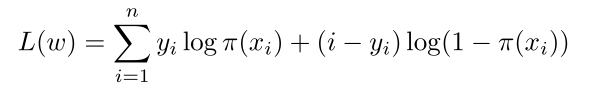 L(w) = \sum_{i=1}^{n} y_i \log \pi(x_i) + (i - y_i) \log(1 - \pi(x_i))